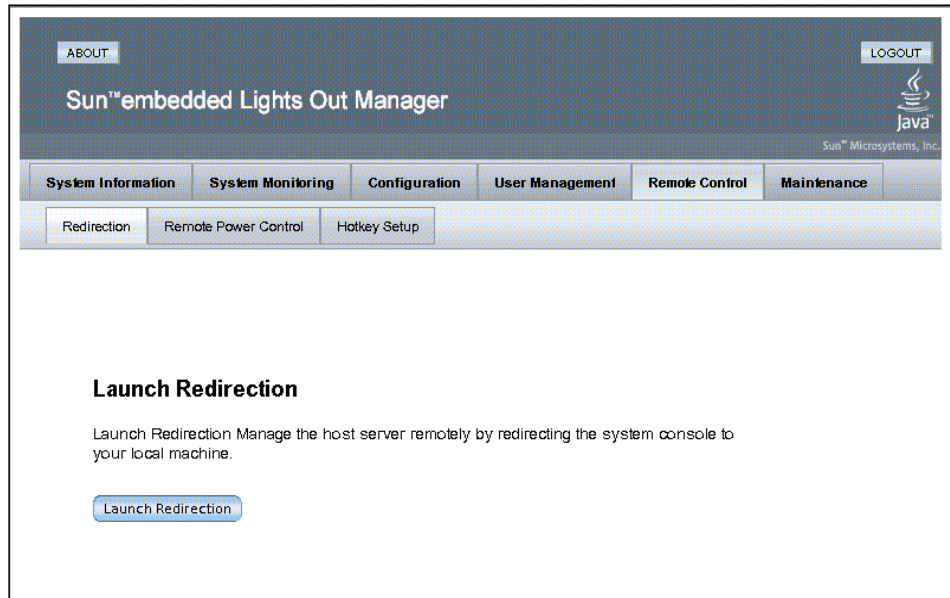 ABOUT
LOGOUT
Sun™embedded Lights Out Manager
Java™
Sun™ Microsystems, Inc.
System Information
System Monitoring
Configuration
User Management
Remote Control
Maintenance
Redirection
Remote Power Control
Hotkey Setup
Launch Redirection
Launch Redirection Manage the host server remotely by redirecting the system console to
your local machine.
Launch Redirection